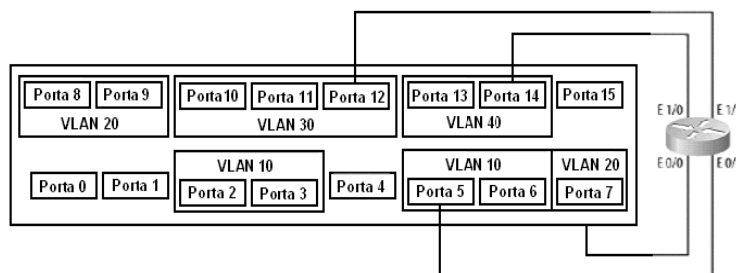 Porta 8 Porta 9 Porta10 Porta 11 Porta 12 Porta 13 Porta 14 Porta 15
VLAN 20 VLAN 30 VLAN 40
E 1/0 E 1/
VLAN 10 VLAN 10 VLAN 20
E 0/0 E 0/
Porta 0 Porta 1 Porta 2 Porta 3 Porta 4 Porta 5 Porta 6 Porta 7